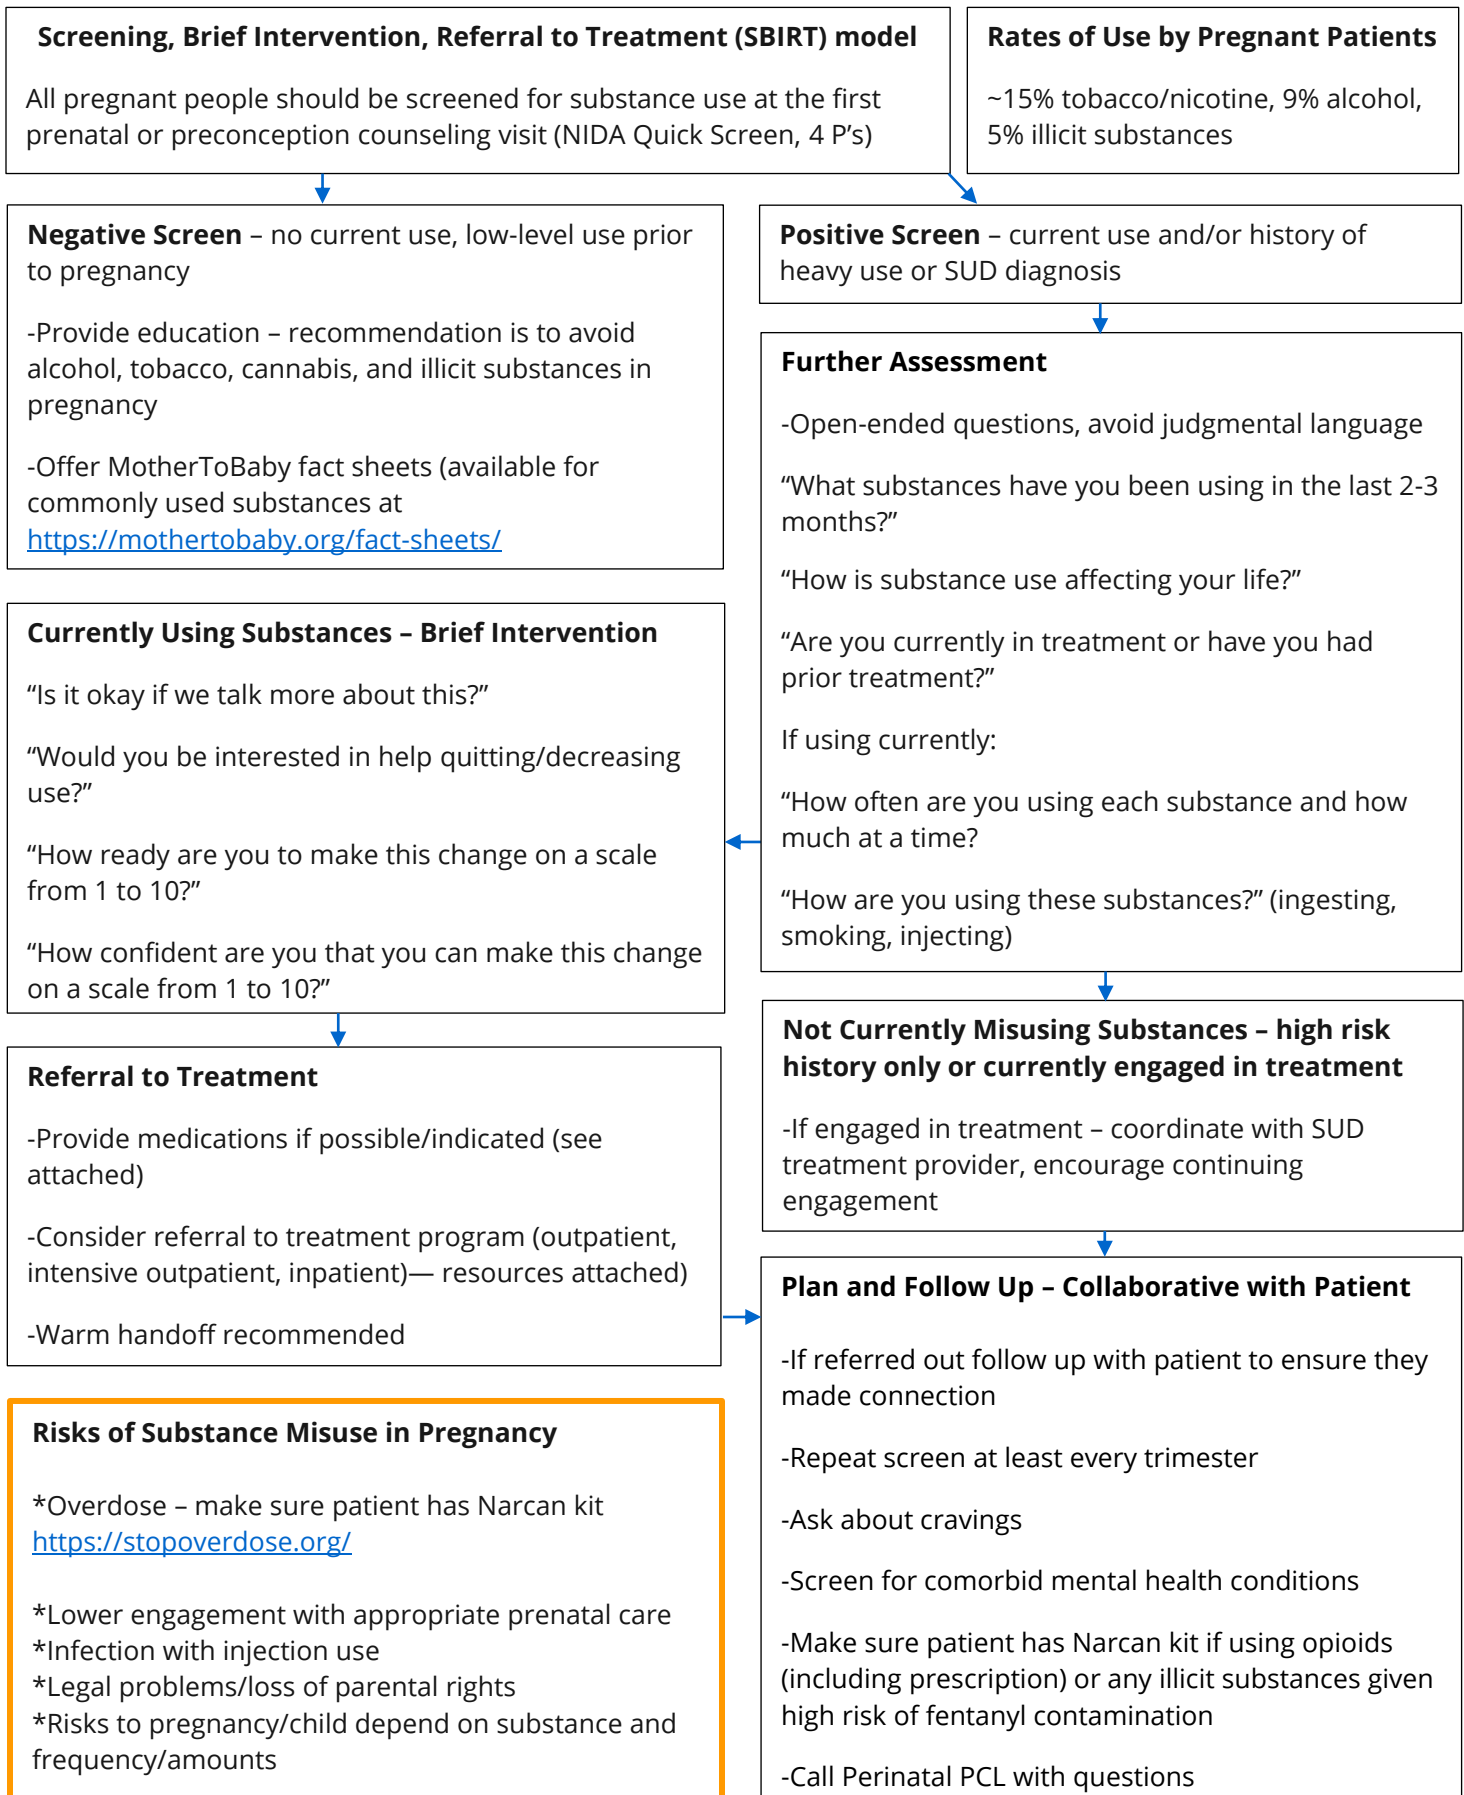 Screening, Brief Intervention, Referral to Treatment (SBIRT) model
All pregnant people should be screened for substance use at the first
prenatal or preconception counseling visit (NIDA Quick Screen, 4 P’s)
Rates of Use by Pregnant Patients
~15% tobacco/nicotine, 9% alcohol,
5% illicit substances
Negative Screen – no current use, low-level use prior
to pregnancy
-Provide education – recommendation is to avoid
alcohol, tobacco, cannabis, and illicit substances in
pregnancy
-Offer MotherToBaby fact sheets (available for
commonly used substances at
https://mothertobaby.org/fact-sheets/
Positive Screen – current use and/or history of
heavy use or SUD diagnosis
Further Assessment
-Open-ended questions, avoid judgmental language
“What substances have you been using in the last 2-3
months?”
“How is substance use affecting your life?”
“Are you currently in treatment or have you had
prior treatment?”
If using currently:
“How often are you using each substance and how
much at a time?
“How are you using these substances?” (ingesting,
smoking, injecting)
Currently Using Substances – Brief Intervention
“Is it okay if we talk more about this?”
“Would you be interested in help quitting/decreasing
use?”
“How ready are you to make this change on a scale
from 1 to 10?”
“How confident are you that you can make this change
on a scale from 1 to 10?”
Referral to Treatment
-Provide medications if possible/indicated (see
attached)
-Consider referral to treatment program (outpatient,
intensive outpatient, inpatient)— resources attached)
-Warm handoff recommended
Not Currently Misusing Substances – high risk
history only or currently engaged in treatment
-If engaged in treatment – coordinate with SUD
treatment provider, encourage continuing
engagement
Plan and Follow Up – Collaborative with Patient
-If referred out follow up with patient to ensure they
made connection
-Repeat screen at least every trimester
-Ask about cravings
-Screen for comorbid mental health conditions
-Make sure patient has Narcan kit if using opioids
(including prescription) or any illicit substances given
high risk of fentanyl contamination
-Call Perinatal PCL with questions
Risks of Substance Misuse in Pregnancy
*Overdose – make sure patient has Narcan kit
https://stopoverdose.org/
*Lower engagement with appropriate prenatal care
*Infection with injection use
*Legal problems/loss of parental rights
*Risks to pregnancy/child depend on substance and
frequency/amounts